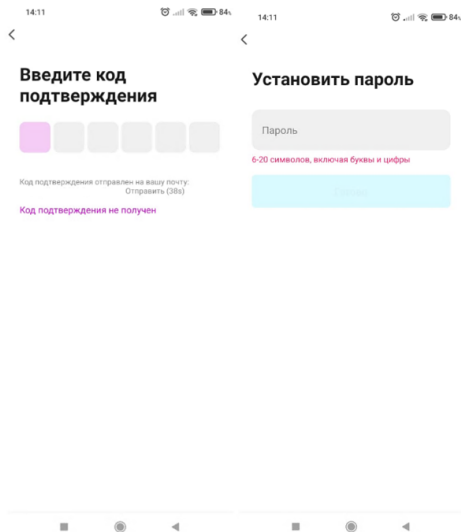 14:11
84
Введите код
подтверждения
Код подтверждения отправлен на вашу почту:
Отправить (38s)
Код подтверждения не получен
14:11
84
Установить пароль
Пароль
6-20 символов, включая буквы и цифры